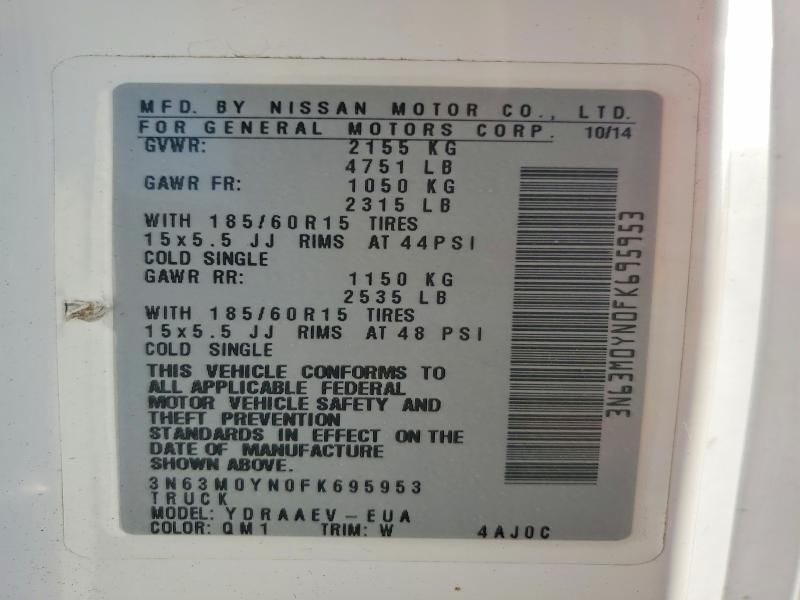 MFD. BY NISSAN MOTOR CO., LTD.
FOR GENERAL MOTORS CORP. 10/14
GVWR: 2155 KG
4751 LB
GAWR FR: 1050 KG
2315 LB
WITH 185/60R15 TIRES
15x5.5 JJ RIMS AT 44PSI
COLD SINGLE
GAWR RR: 1150 KG
2535 LB
WITH 185/60R15 TIRES
15x5.5 JJ RIMS AT 48 PSI
COLD SINGLE
THIS VEHICLE CONFORMS TO
ALL APPLICABLE FEDERAL
MOTOR VEHICLE SAFETY AND
THEFT PREVENTION
STANDARDS IN EFFECT ON THE
DATE OF MANUFACTURE
SHOWN ABOVE.
3N63M0YN0FK695953
TRUCK
MODEL: YDRAAEV-EUA
COLOR: QM1 TRIM: W 4AJ0C
3N63M0YN0FK695953